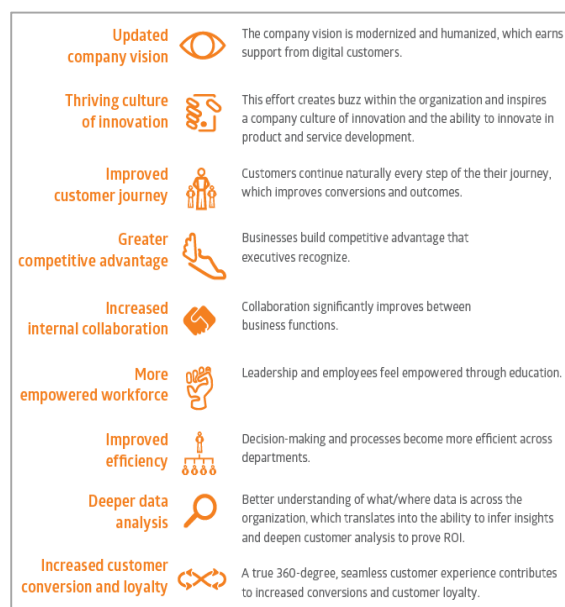 Updated
company vision
The company vision is modernized and humanized, which earns
support from digital customers.
Thriving culture
of innovation
This effort creates buzz within the organization and inspires
a company culture of innovation and the ability to innovate in
product and service development.
Improved
customer journey
Customers continue naturally every step of the their journey,
which improves conversions and outcomes.
Greater
competitive advantage
Businesses build competitive advantage that
executives recognize.
Increased
internal collaboration
Collaboration significantly improves between
business functions.
More
empowered workforce
Leadership and employees feel empowered through education.
Improved
efficiency
Decision-making and processes become more efficient across
departments.
Deeper data
analysis
Better understanding of what/where data is across the
organization, which translates into the ability to infer insights
and deepen customer analysis to prove ROI.
Increased customer
conversion and loyalty
A true 360-degree, seamless customer experience contributes
to increased conversions and customer loyalty.